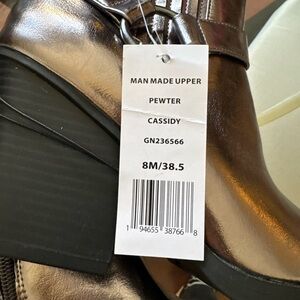 MAN MADE UPPER
PEWTER
CASSIDY
GN236566
8M/38.5
1 94655 38766 8